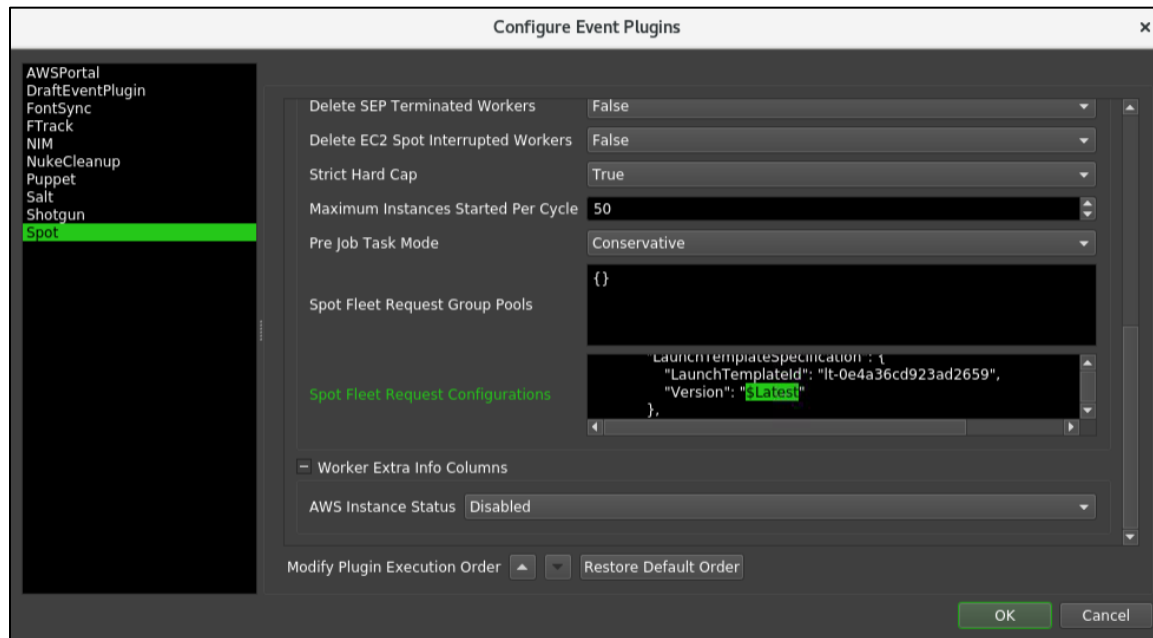 Configure Event Plugins
×
AWSPortal
DraftEventPlugin
FontSync
FTrack
NIM
NukeCleanup
Puppet
Salt
Shotgun
Spot
Delete SEP Terminated Workers False
Delete EC2 Spot Interrupted Workers False
Strict Hard Cap True
Maximum Instances Started Per Cycle 50
Pre Job Task Mode Conservative
Spot Fleet Request Group Pools {}
Spot Fleet Request Configurations
"LaunchTemplateSpecification": {
"LaunchTemplateId": "lt-0e4a36cd923ad2659",
"Version": "$Latest"
},
Worker Extra Info Columns
AWS Instance Status Disabled
Modify Plugin Execution Order Restore Default Order
OK Cancel